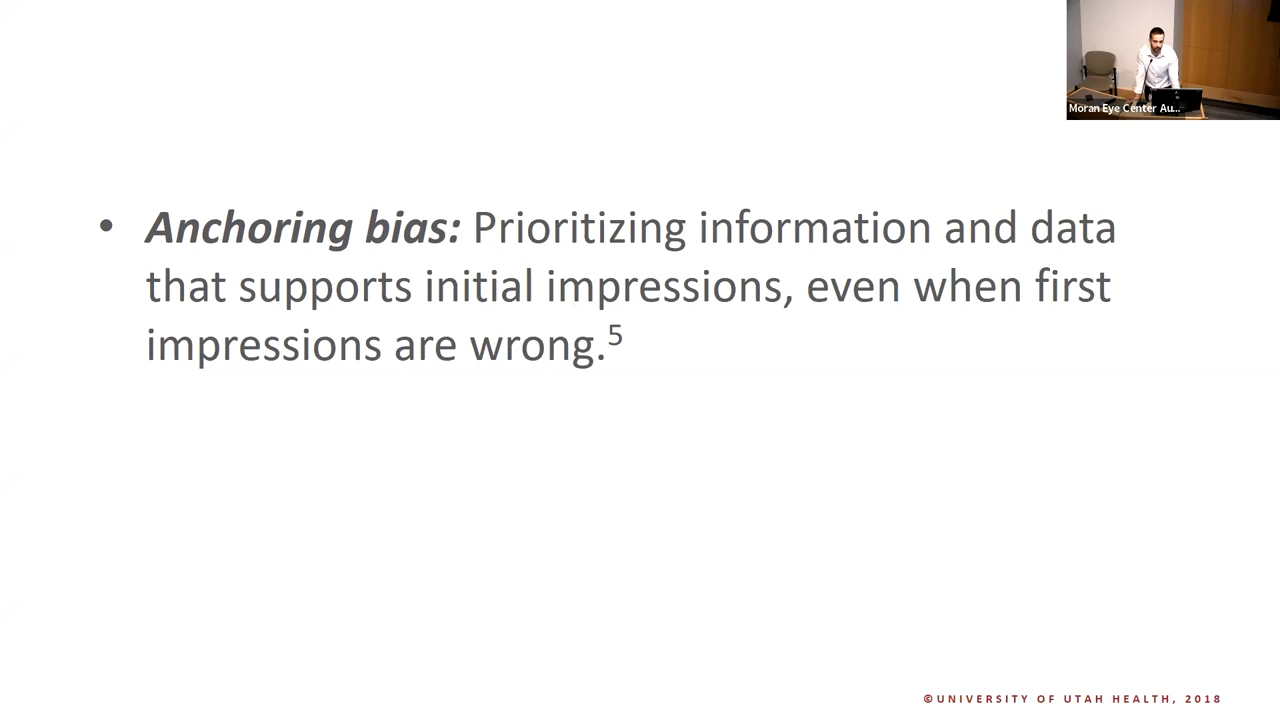 Moran Eye Center Au...
• Anchoring bias: Prioritizing information and data
that supports initial impressions, even when first
impressions are wrong.5
©UNIVERSITY OF UTAH HEALTH, 2018